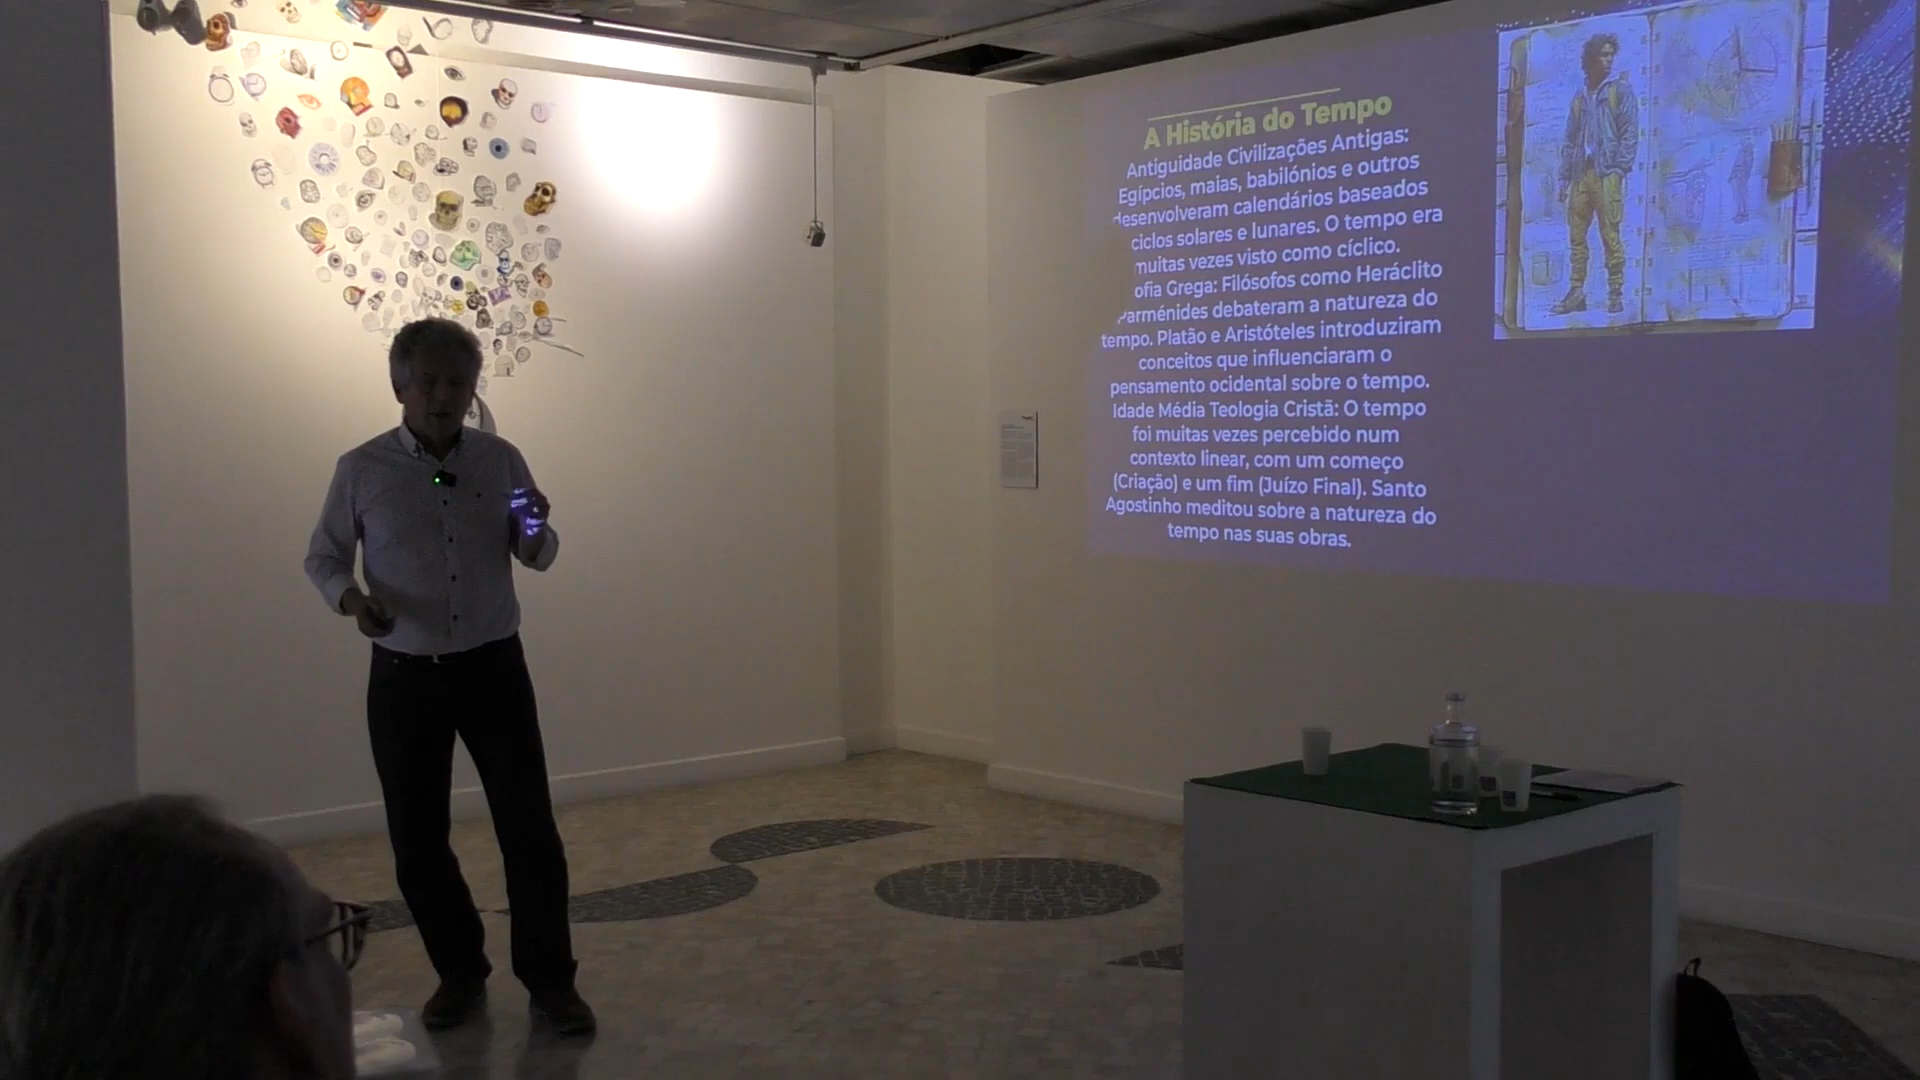 A História do Tempo
Antiguidade Civilizações Antigas:
Egípcios, maias, babilónios e outros
desenvolveram calendários baseados
ciclos solares e lunares. O tempo era
muitas vezes visto como cíclico.
ofia Grega: Filósofos como Heráclito
Parménides debateram a natureza do
tempo. Platão e Aristóteles introduziram
conceitos que influenciaram o
pensamento ocidental sobre o tempo.
Idade Média Teologia Cristã: O tempo
foi muitas vezes percebido num
contexto linear, com um começo
(Criação) e um fim (Juízo Final). Santo
Agostinho meditou sobre a natureza do
tempo nas suas obras.